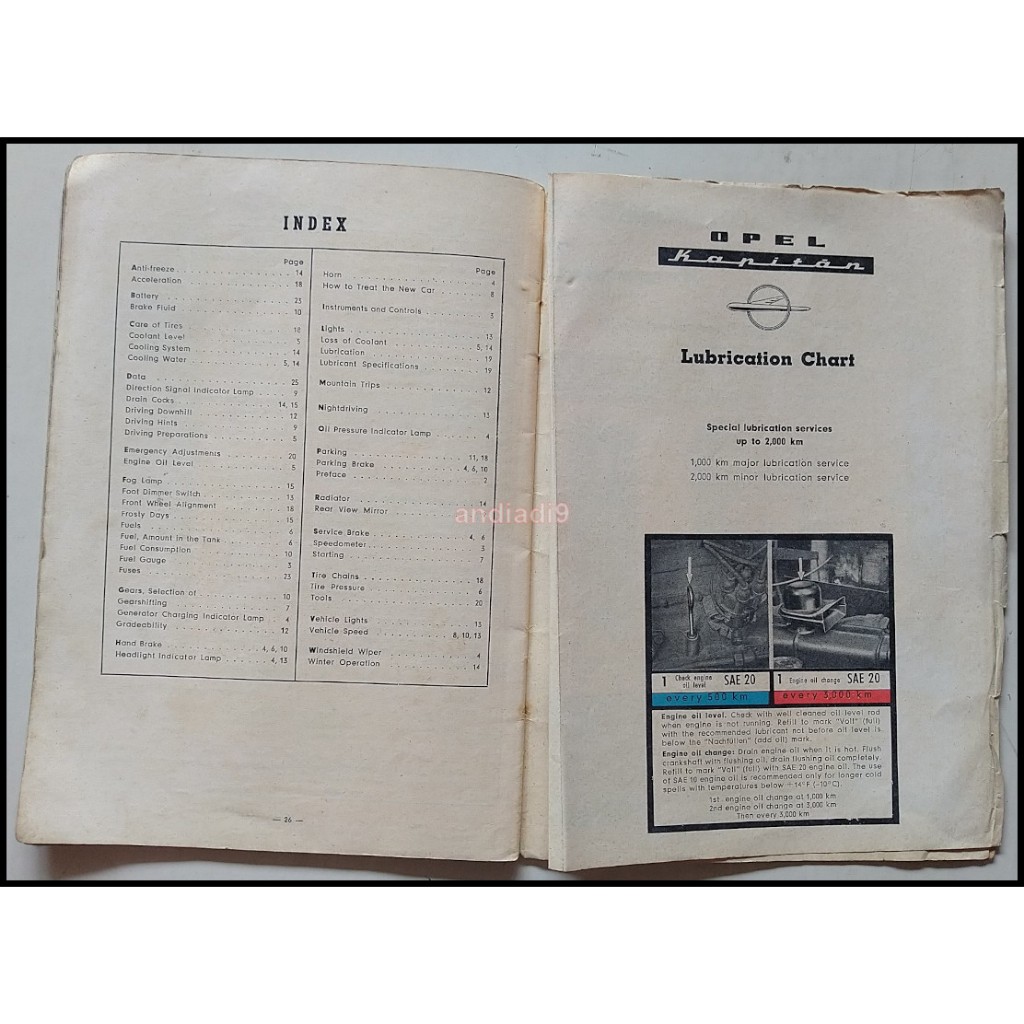 INDEX
Page
Anti-freeze . . . 14
Acceleration . . . 18
Battery . . . 23
Brake Fluid . . . 10
Care of Tires . . . 18
Coolant Level . . . 5
Cooling System . . . 14
Cooling Water . . . 5, 14
Data . . . 25
Direction Signal Indicator Lamp . . . 9
Drain Cocks . . . 14, 15
Driving Downhill . . . 12
Driving Hints . . . 9
Driving Preparations . . . 5
Emergency Adjustments . . . 20
Engine Oil Level . . . 5
Fog Lamp . . . 15
Foot Dimmer Switch . . . 13
Front Wheel Alignment . . . 18
Frosty Days . . . 15
Fuels . . . 6
Fuel, Amount in the Tank . . . 6
Fuel Consumption . . . 10
Fuel Gauge . . . 3
Fuses . . . 23
Gears, Selection of . . . 10
Gearshifting . . . 7
Generator Charging Indicator Lamp . . . 4
Gradeability . . . 12
Hand Brake . . . 4, 6, 10
Headlight Indicator Lamp . . . 4, 13
Page
Horn . . . 4
How to Treat the New Car . . . 8
Instruments and Controls . . . 3
Lights . . . 13
Loss of Coolant . . . 5, 14
Lubrication . . . 19
Lubricant Specifications . . . 19
Mountain Trips . . . 12
Nightdriving . . . 13
Oil Pressure Indicator Lamp . . . 4
Parking . . . 11, 18
Parking Brake . . . 4, 6, 10
Preface . . . 2
Radiator . . . 14
Rear View Mirror
Service Brake . . . 4, 6
Speedometer . . . 3
Starting . . . 7
Tire Chains . . . 18
Tire Pressure . . . 6
Tools . . . 20
Vehicle Lights . . . 13
Vehicle Speed . . . 8, 10, 13
Windshield Wiper . . . 4
Winter Operation . . . 14
— 26 —
andiadi9
OPEL
Kapitän
Lubrication Chart
Special lubrication services
up to 2,000 km
1,000 km major lubrication service
2,000 km minor lubrication service
1 Check engine oil level SAE 20
every 500 km
1 Engine oil change SAE 20
every 3,000 km
Engine oil level. Check with well cleaned oil level rod
when engine is not running. Refill to mark "Voll" (full)
with the recommended lubricant not before oil level is
below the "Nachfüllen" (add oil) mark.
Engine oil change: Drain engine oil when it is hot. Flush
crankshaft with flushing oil, drain flushing oil completely.
Refill to mark "Voll" (full) with SAE 20 engine oil. The use
of SAE 10 engine oil is recommended only for longer cold
spells with temperatures below +14°F (-10°C).
1st engine oil change at 1,000 km
2nd engine oil change at 3,000 km
Then every 3,000 km